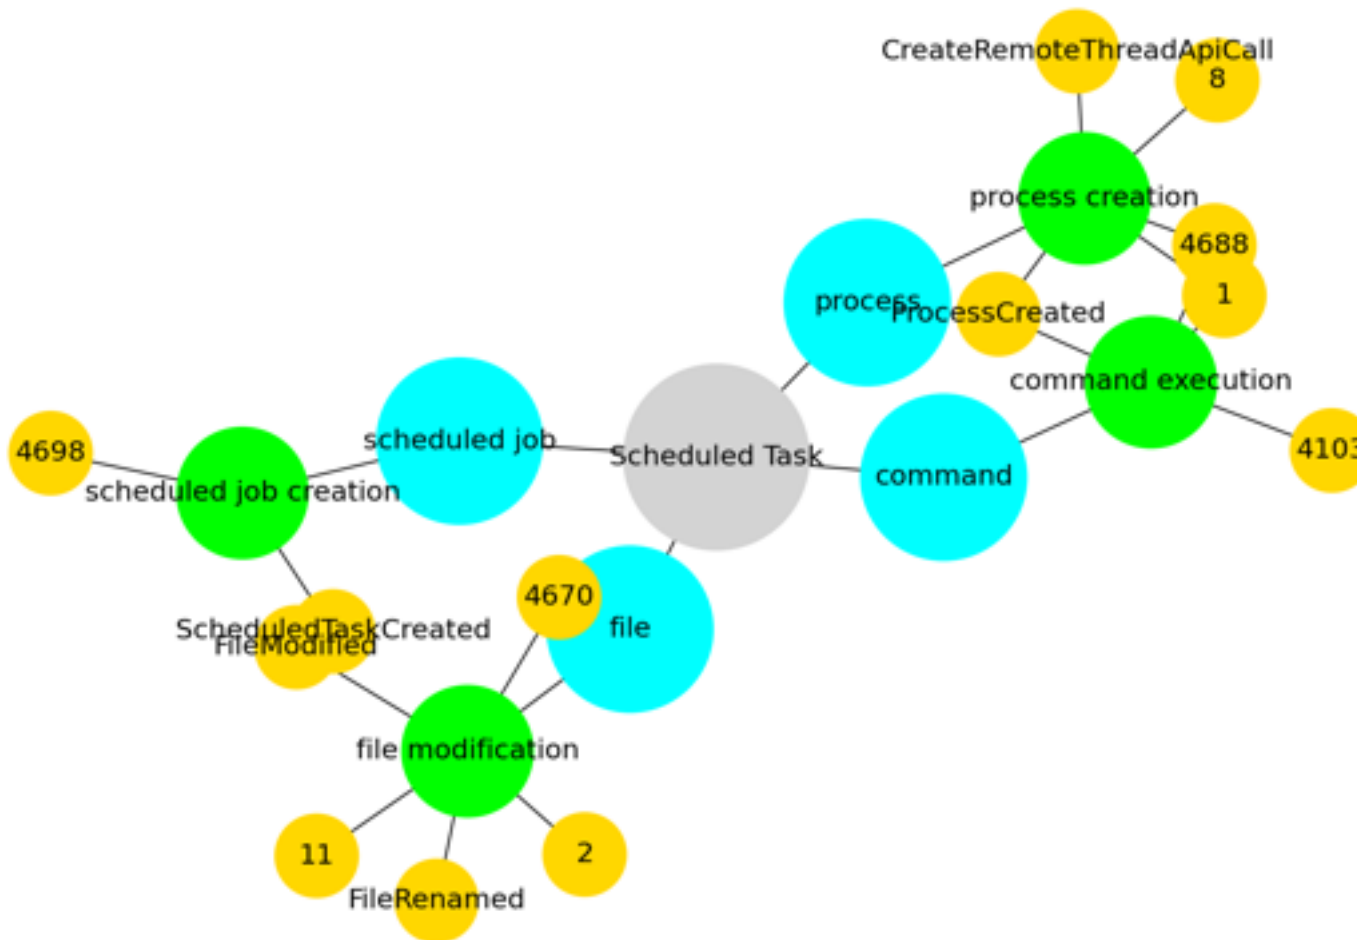 CreateRemoteThreadApiCall
8
process creation
4688
1
process
ProcessCreated
command execution
4103
scheduled job
Scheduled Task
command
4698
scheduled job creation
4670
file
ScheduledTaskCreated
FileModified
file modification
11
2
FileRenamed